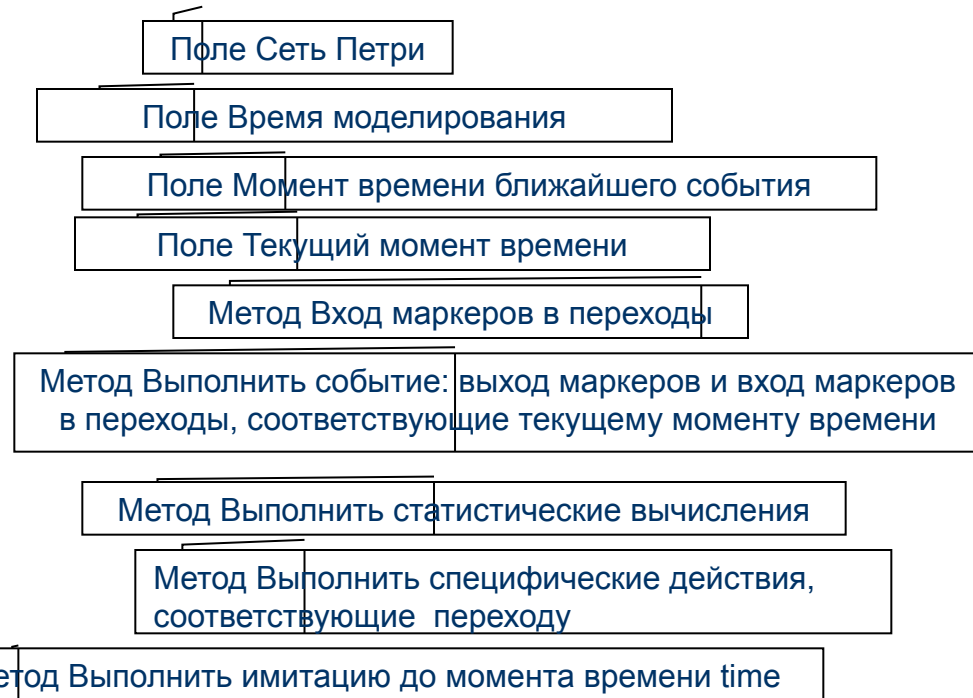 Поле Сеть Петри
Поле Время моделирования
Поле Момент времени ближайшего события
Поле Текущий момент времени
Метод Вход маркеров в переходы
Метод Выполнить событие: выход маркеров и вход маркеров
в переходы, соответствующие текущему моменту времени
Метод Выполнить статистические вычисления
Метод Выполнить специфические действия,
соответствующие переходу
етод Выполнить имитацию до момента времени time